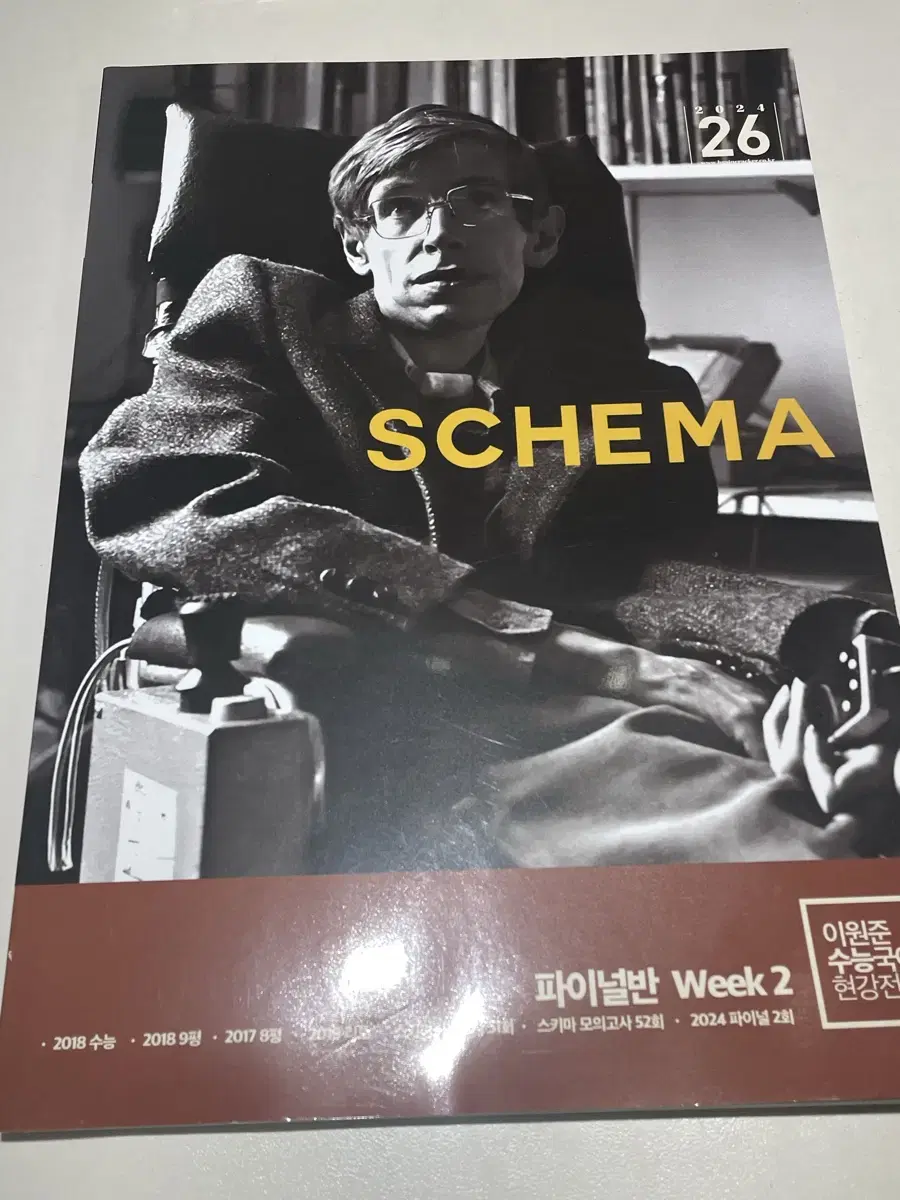 2024
26
SCHEMA
이원준
수능국
현강전
파이널반 Week 2
· 2018 수능 · 2018 9평 · 2017 8평 · 스키마 모의고사 52회 · 2024 파이널 2회